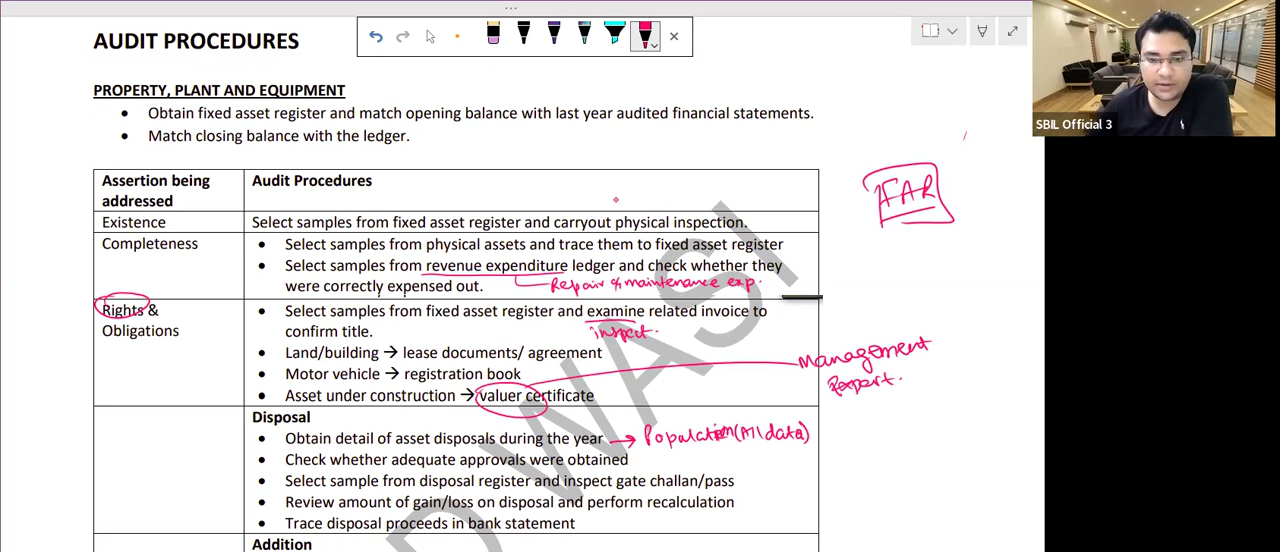 AUDIT PROCEDURES
SBIL Official 3
PROPERTY, PLANT AND EQUIPMENT
• Obtain fixed asset register and match opening balance with last year audited financial statements.
• Match closing balance with the ledger.
FAR
Assertion being addressed
Audit Procedures
Existence
Select samples from fixed asset register and carryout physical inspection.
Completeness
• Select samples from physical assets and trace them to fixed asset register
• Select samples from revenue expenditure ledger and check whether they
were correctly expensed out.
Repair & maintenance exp.
Rights &
Obligations
• Select samples from fixed asset register and examine related invoice to
confirm title.
inspect.
• Land/building → lease documents/ agreement
• Motor vehicle → registration book
• Asset under construction → valuer certificate
Management
Expert.
Disposal
• Obtain detail of asset disposals during the year
→ Population (All data)
• Check whether adequate approvals were obtained
• Select sample from disposal register and inspect gate challan/pass
• Review amount of gain/loss on disposal and perform recalculation
• Trace disposal proceeds in bank statement
Addition
D WASI